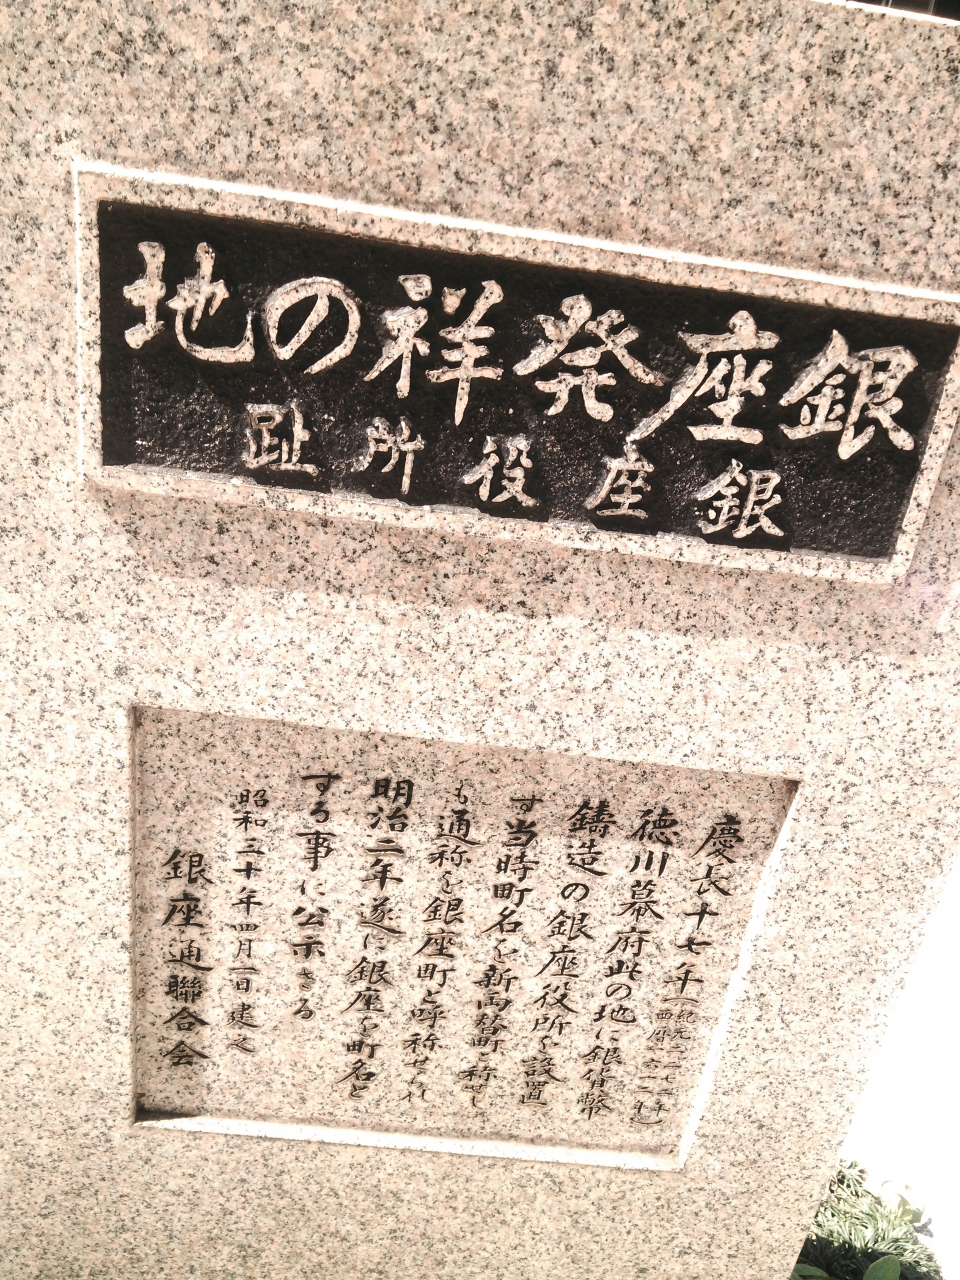 銀座発祥の地
銀座役所趾
慶長十七年(紀元二二七二年 西暦一六一二年)
徳川幕府此の地に銀貨幣
鋳造の銀座役所を設置
す当時町名を新両替町と称せし
も通称を銀座町と呼称せられ
明治二年遂に銀座を町名と
する事に公示さる
昭和三十年四月一日建之
銀座通聯合会